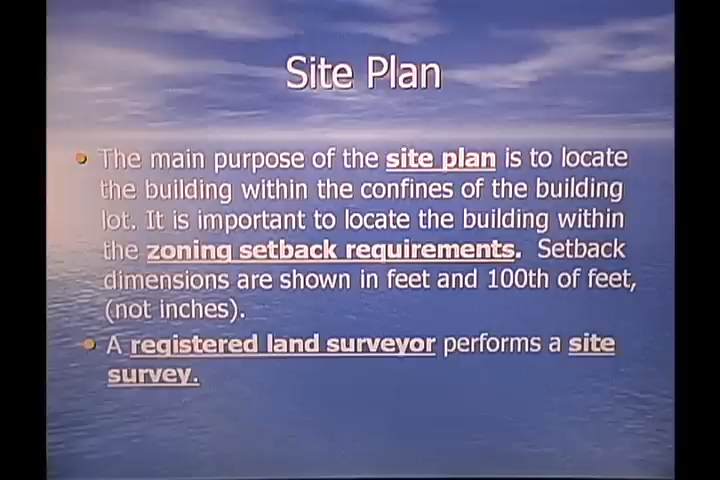 Site Plan
The main purpose of the site plan is to locate
the building within the confines of the building
lot. It is important to locate the building within
the zoning setback requirements. Setback
dimensions are shown in feet and 100th of feet,
(not inches).
A registered land surveyor performs a site
survey.